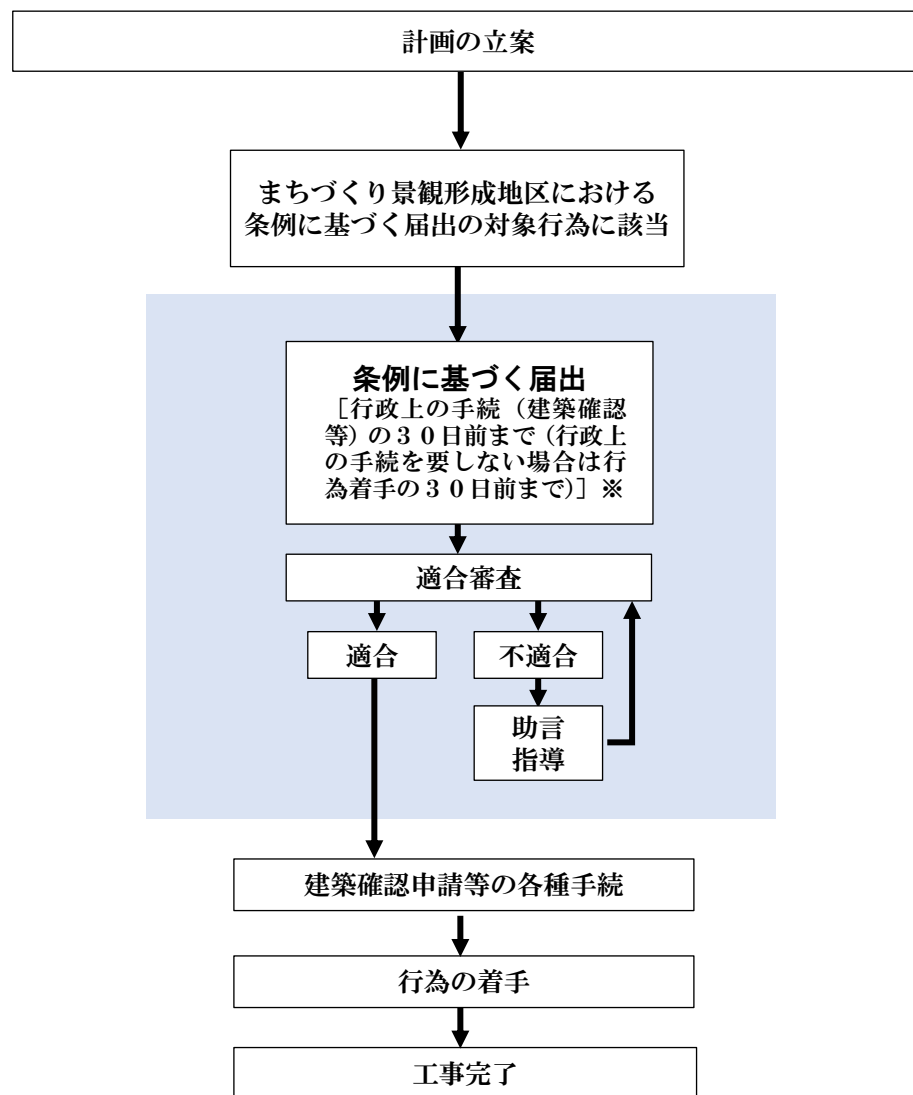 計画の立案
まちづくり景観形成地区における
条例に基づく届出の対象行為に該当
条例に基づく届出
［行政上の手続（建築確認
等）の３０日前まで（行政上
の手続を要しない場合は行
為着手の３０日前まで）］※
適合審査
適合
不適合
助言
指導
建築確認申請等の各種手続
行為の着手
工事完了